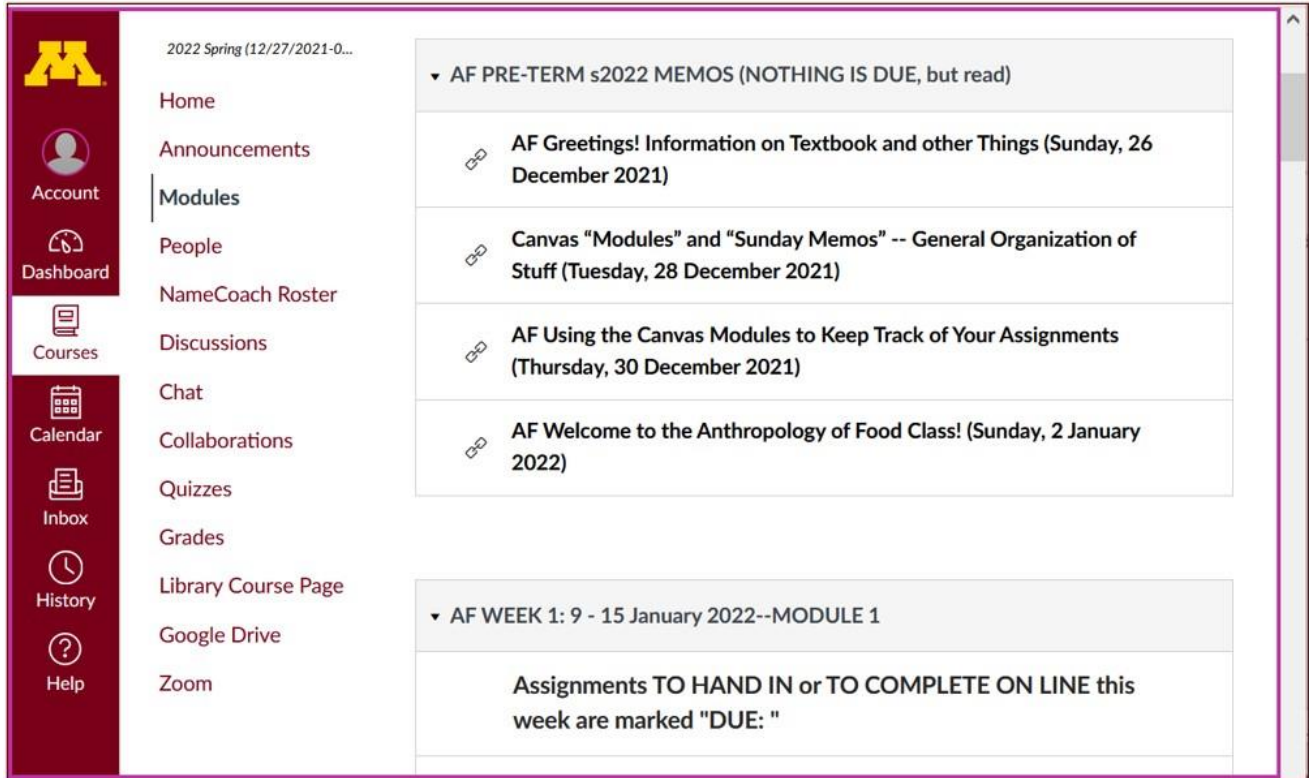 M
Account
Dashboard
Courses
Calendar
Inbox
History
Help
2022 Spring (12/27/2021-0...
Home
Announcements
Modules
People
NameCoach Roster
Discussions
Chat
Collaborations
Quizzes
Grades
Library Course Page
Google Drive
Zoom
AF PRE-TERM s2022 MEMOS (NOTHING IS DUE, but read)
AF Greetings! Information on Textbook and other Things (Sunday, 26
December 2021)
Canvas “Modules” and “Sunday Memos” -- General Organization of
Stuff (Tuesday, 28 December 2021)
AF Using the Canvas Modules to Keep Track of Your Assignments
(Thursday, 30 December 2021)
AF Welcome to the Anthropology of Food Class! (Sunday, 2 January
2022)
AF WEEK 1: 9 - 15 January 2022--MODULE 1
Assignments TO HAND IN or TO COMPLETE ON LINE this
week are marked "DUE: "